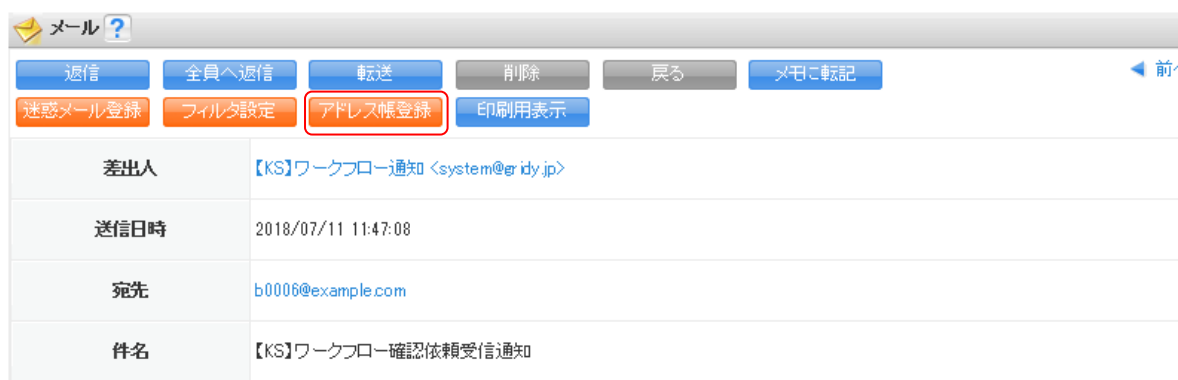 メール ?
返信 全員へ返信 転送 削除 戻る メモに転記 ◀ 前
迷惑メール登録 フィルタ設定 アドレス帳登録 印刷用表示
差出人 【KS】ワークフロー通知 <system@gridy.jp>
送信日時 2018/07/11 11:47:08
宛先 b0006@example.com
件名 【KS】ワークフロー確認依頼受信通知